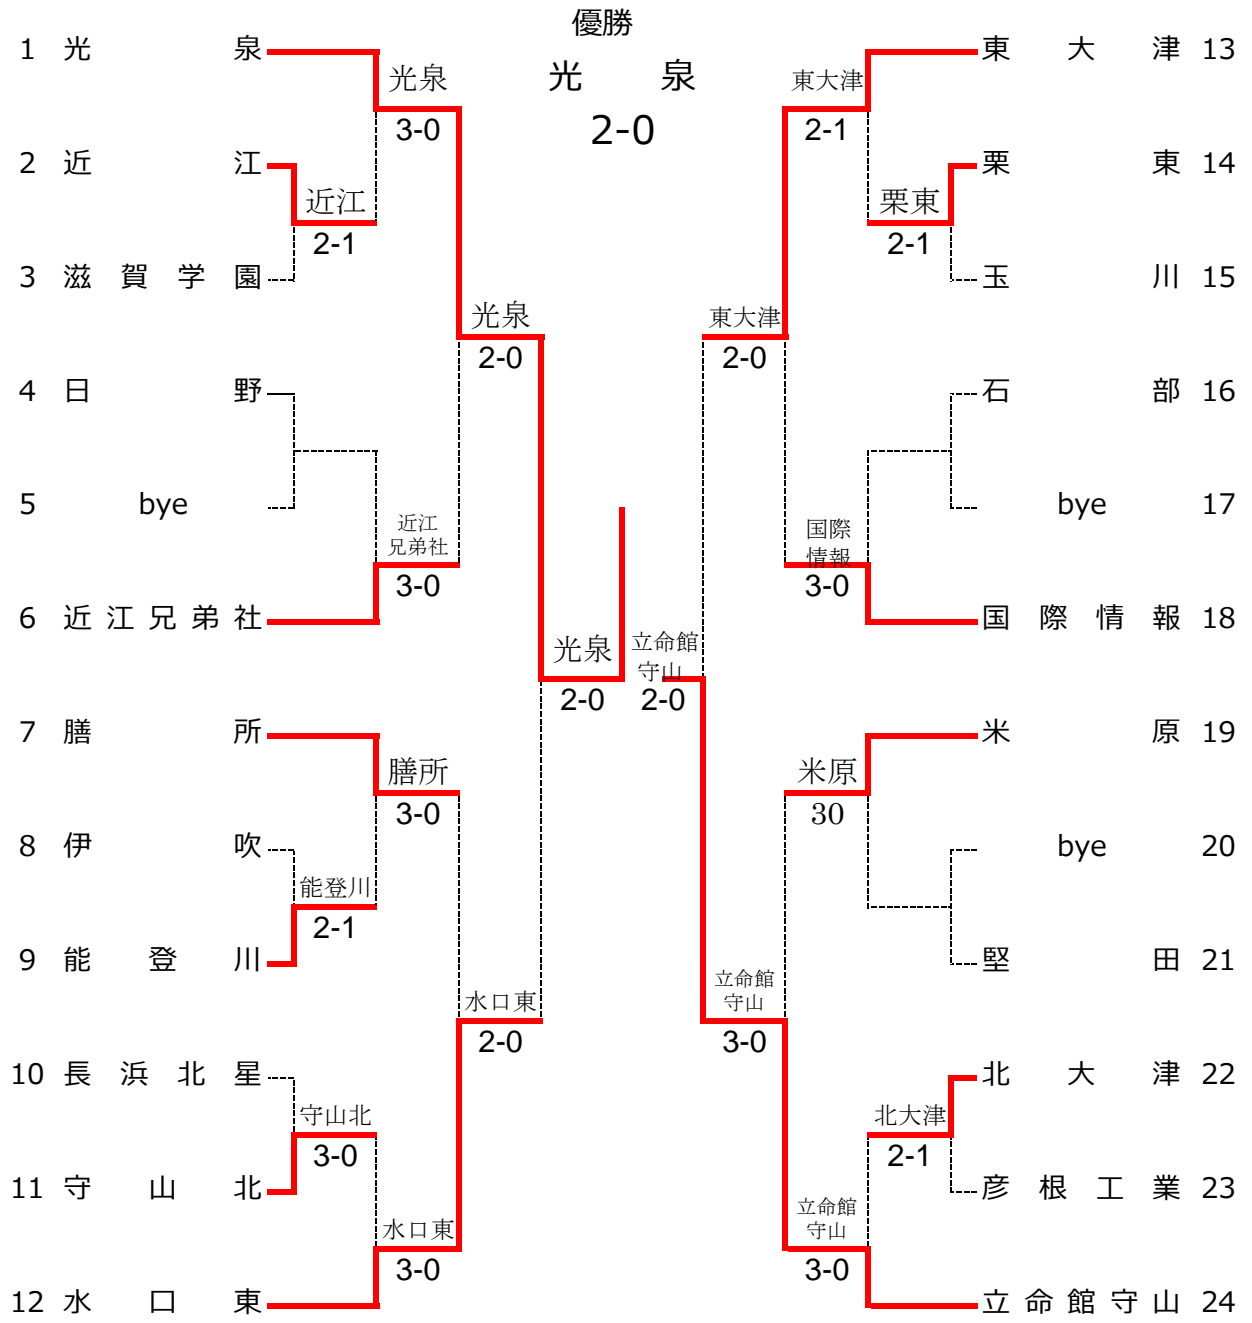 優勝
光 泉
2-0
1 光 泉
2 近 江
3 滋 賀 学 園
4 日 野
5 bye
6 近 江 兄 弟 社
7 膳 所
8 伊 吹
9 能 登 川
10 長 浜 北 星
11 守 山 北
12 水 口 東
近江
2-1
能登川
2-1
守山北
3-0
光泉
3-0
近江
兄弟社
3-0
膳所
3-0
水口東
3-0
光泉
2-0
水口東
2-0
光泉
2-0
立命館
守山
2-0
東大津
2-0
立命館
守山
3-0
東大津
2-1
国際
情報
3-0
米原
30
立命館
守山
3-0
栗東
2-1
北大津
2-1
東 大 津 13
栗 東 14
玉 川 15
石 部 16
bye 17
国 際 情 報 18
米 原 19
bye 20
堅 田 21
北 大 津 22
彦 根 工 業 23
立 命 館 守 山 24